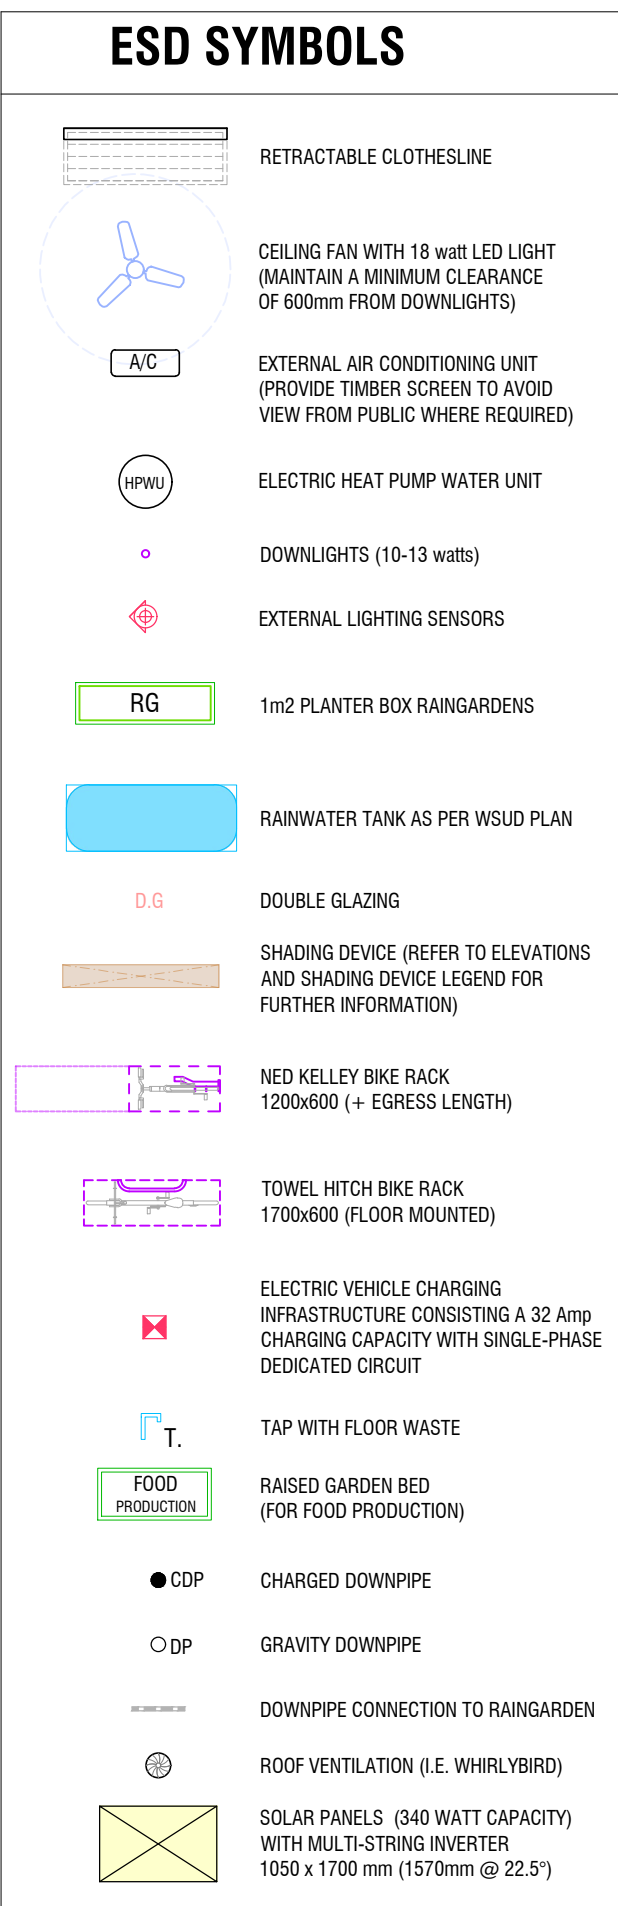 ESD SYMBOLS
RETRACTABLE CLOTHESLINE
CEILING FAN WITH 18 watt LED LIGHT
(MAINTAIN A MINIMUM CLEARANCE
OF 600mm FROM DOWNLIGHTS)
A/C
EXTERNAL AIR CONDITIONING UNIT
(PROVIDE TIMBER SCREEN TO AVOID
VIEW FROM PUBLIC WHERE REQUIRED)
HPWU
ELECTRIC HEAT PUMP WATER UNIT
DOWNLIGHTS (10-13 watts)
EXTERNAL LIGHTING SENSORS
RG
1m2 PLANTER BOX RAINGARDENS
RAINWATER TANK AS PER WSUD PLAN
D.G
DOUBLE GLAZING
SHADING DEVICE (REFER TO ELEVATIONS
AND SHADING DEVICE LEGEND FOR
FURTHER INFORMATION)
NED KELLEY BIKE RACK
1200x600 (+ EGRESS LENGTH)
TOWEL HITCH BIKE RACK
1700x600 (FLOOR MOUNTED)
ELECTRIC VEHICLE CHARGING
INFRASTRUCTURE CONSISTING A 32 Amp
CHARGING CAPACITY WITH SINGLE-PHASE
DEDICATED CIRCUIT
T.
TAP WITH FLOOR WASTE
FOOD
PRODUCTION
RAISED GARDEN BED
(FOR FOOD PRODUCTION)
CDP
CHARGED DOWNPIPE
DP
GRAVITY DOWNPIPE
DOWNPIPE CONNECTION TO RAINGARDEN
ROOF VENTILATION (I.E. WHIRLYBIRD)
SOLAR PANELS (340 WATT CAPACITY)
WITH MULTI-STRING INVERTER
1050 x 1700 mm (1570mm @ 22.5°)